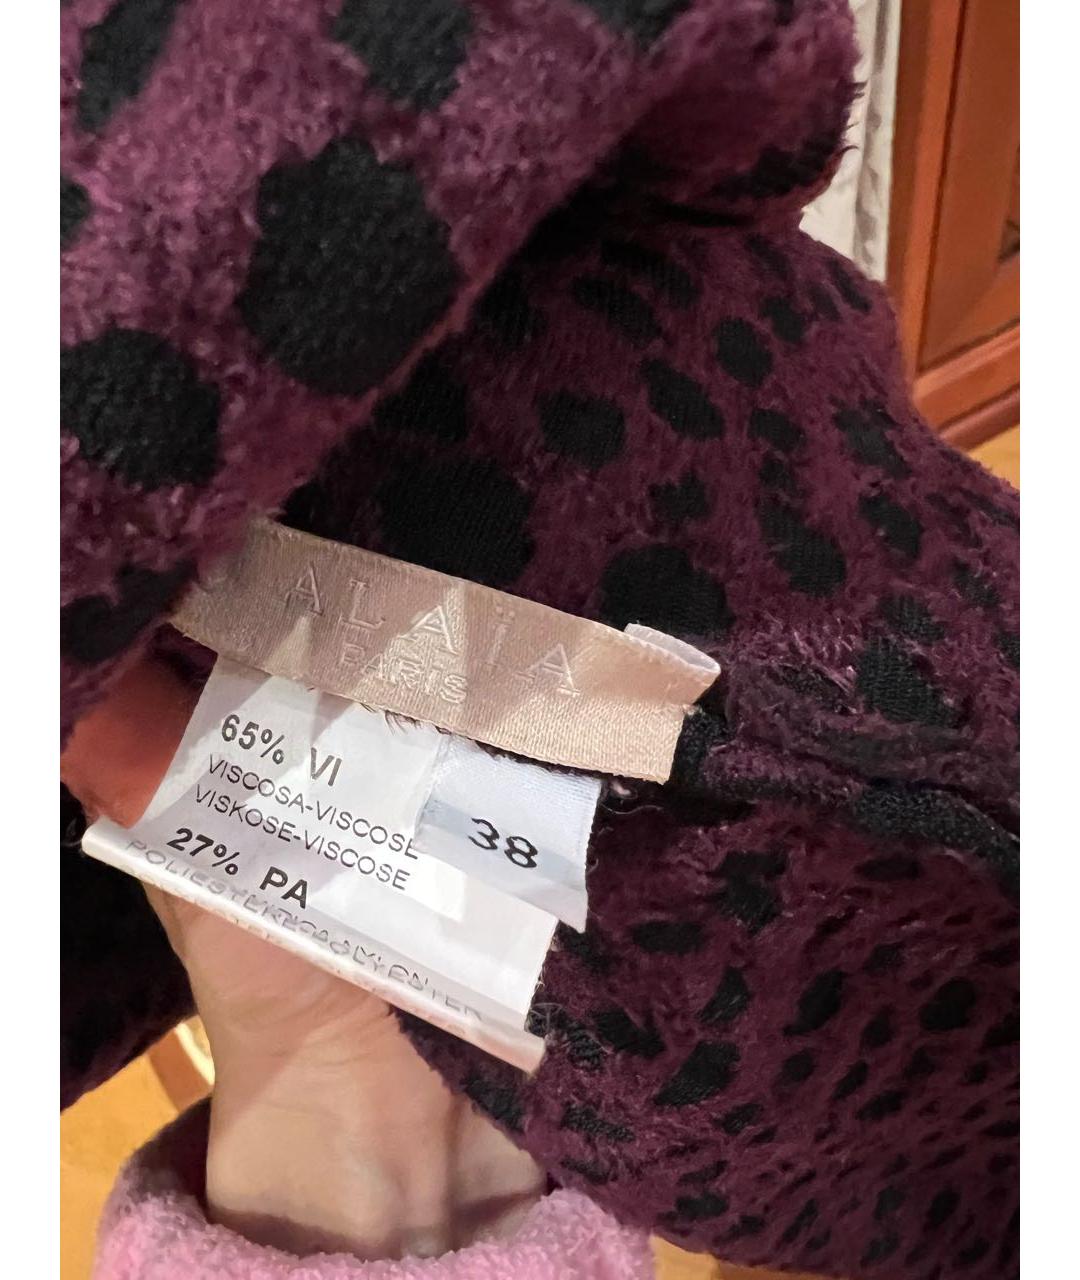 ALAÏA
PARIS
65% VI
VISCOSA-VISCOSE
VISKOSE-VISCOSE
27% PA
38